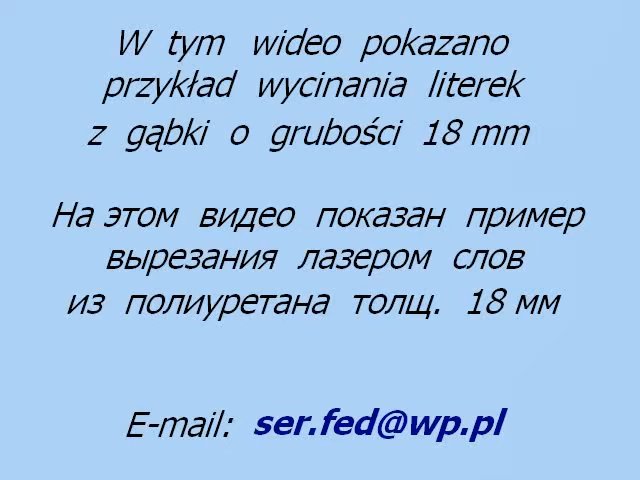 W tym wideo pokazano
przykład wycinania literek
z gąbki o grubości 18 mm
На этом видео показан пример
вырезания лазером слов
из полиуретана толщ. 18 мм
E-mail: ser.fed@wp.pl